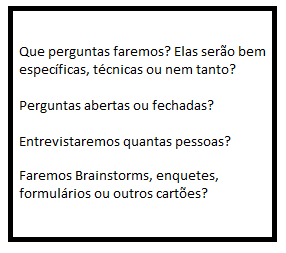 Que perguntas faremos? Elas serão bem
específicas, técnicas ou nem tanto?
Perguntas abertas ou fechadas?
Entrevistaremos quantas pessoas?
Faremos Brainstorms, enquetes,
formulários ou outros cartões?